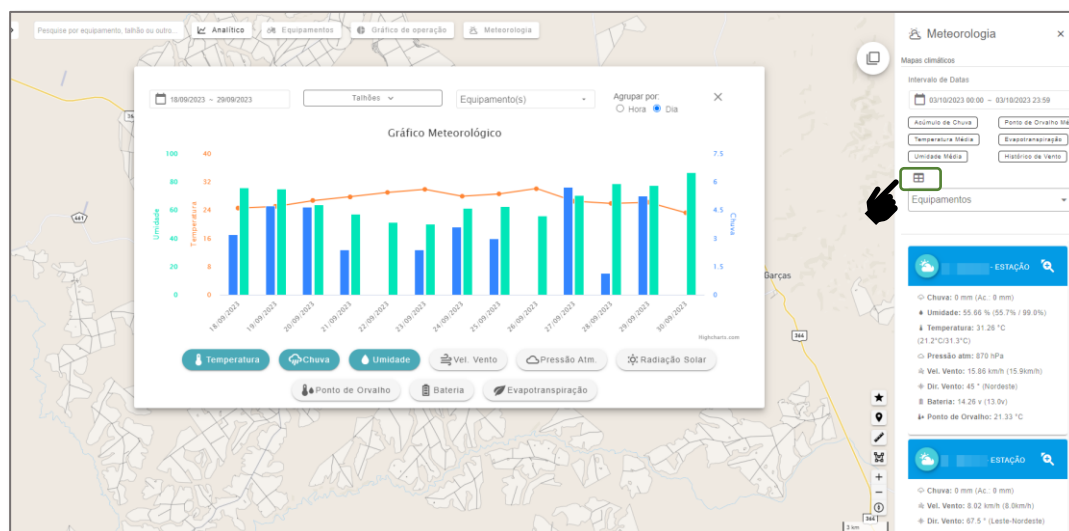 Pesquise por equipamento, talhão ou outro...
Analítico
Equipamentos
Gráfico de operação
Meteorologia
18/09/2023 ~ 29/09/2023
Talhões
Equipamento(s)
Agrupar por:
Hora
Dia
Gráfico Meteorológico
100 40 7.5
80 32 6
60 24 4.5
40 16 3
20 8 1.5
0 0 0
Umidade
Temperatura
Chuva
18/09/2023
19/09/2023
20/09/2023
21/09/2023
22/09/2023
23/09/2023
24/09/2023
25/09/2023
26/09/2023
27/09/2023
28/09/2023
29/09/2023
30/09/2023
Highcharts.com
Temperatura
Chuva
Umidade
Vel. Vento
Pressão Atm.
Radiação Solar
Ponto de Orvalho
Bateria
Evapotranspiração
Garças
364
364
3 km
Meteorologia
Mapas climáticos
Intervalo de Datas
03/10/2023 00:00 ~ 03/10/2023 23:59
Acúmulo de Chuva
Ponto de Orvalho Mé
Temperatura Média
Evapotranspiração
Umidade Média
Histórico de Vento
Equipamentos
- ESTAÇÃO
Chuva: 0 mm (Ac.: 0 mm)
Umidade: 55.66 % (55.7% / 99.0%)
Temperatura: 31.26 °C
(21.2°C/31.3°C)
Pressão atm: 870 hPa
Vel. Vento: 15.86 km/h (15.9km/h)
Dir. Vento: 45 ° (Nordeste)
Bateria: 14.26 v (13.0v)
Ponto de Orvalho: 21.33 °C
ESTAÇÃO
Chuva: 0 mm (Ac.: 0 mm)
Vel. Vento: 8.02 km/h (8.0km/h)
Dir. Vento: 67.5 ° (Leste-Nordeste)